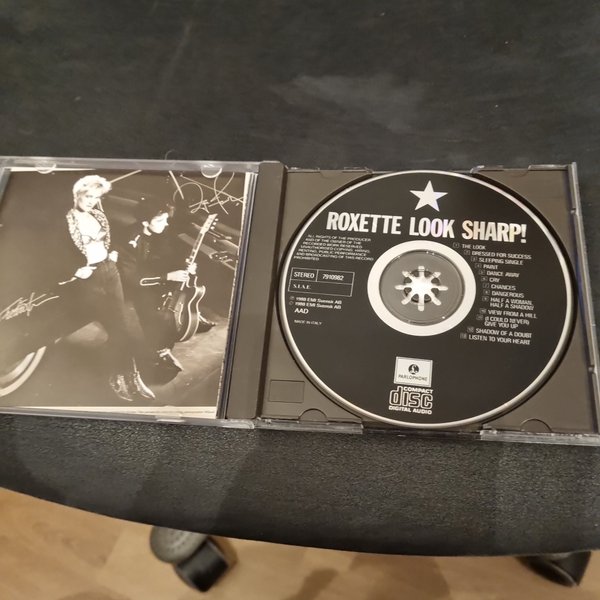 ROXETTE LOOK SHARP!
ALL RIGHTS OF THE PRODUCER
AND OF THE OWNER OF THE
RECORDED WORK RESERVED.
UNAUTHORISED COPYING, HIRING,
RENTING, PUBLIC PERFORMANCE
AND BROADCASTING OF THIS RECORD
PROHIBITED
STEREO 7910982
S.I.A.E.
℗ 1988 EMI Svensk AB
© 1988 EMI Svensk AB
AAD
MADE IN ITALY
1 THE LOOK
2 DRESSED FOR SUCCESS
3 SLEEPING SINGLE
4 PAINT
5 DANCE AWAY
6 CRY
7 CHANCES
8 DANGEROUS
9 HALF A WOMAN,
HALF A SHADOW
10 VIEW FROM A HILL
11 (I COULD NEVER)
GIVE YOU UP
12 SHADOW OF A DOUBT
13 LISTEN TO YOUR HEART
PARLOPHONE
COMPACT
disc
DIGITAL AUDIO